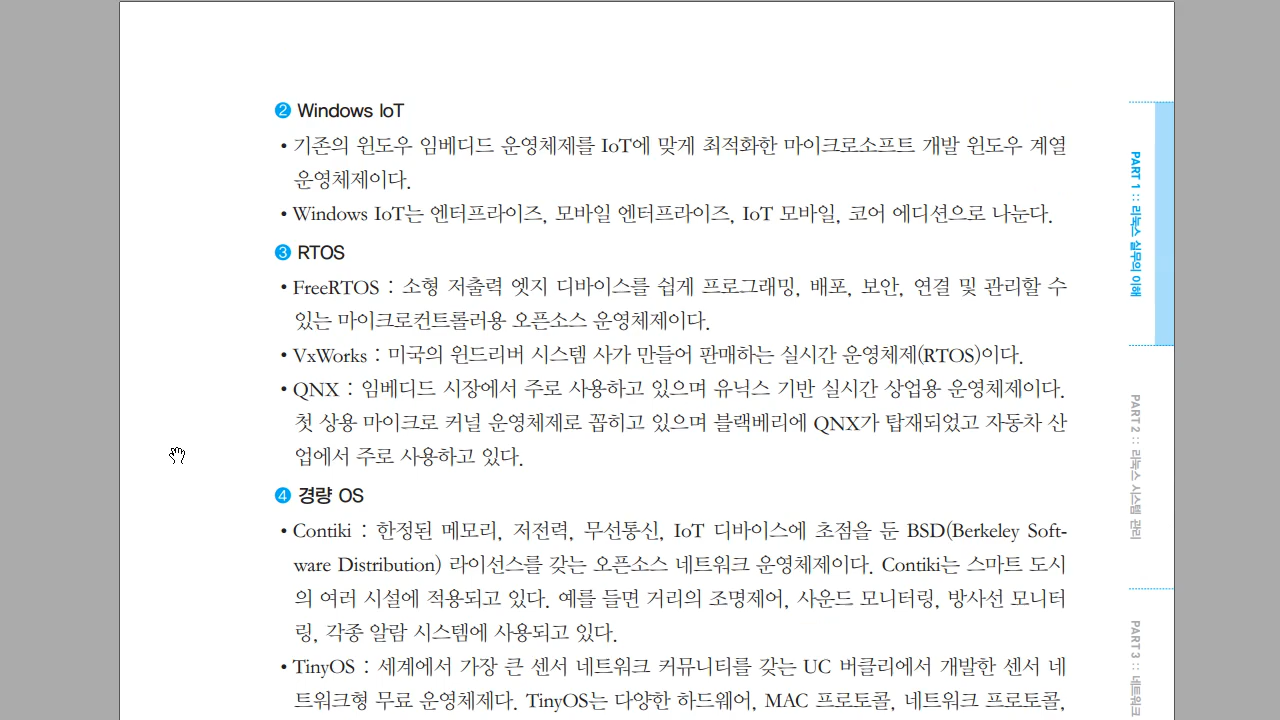 ❷ Windows IoT
• 기존의 윈도우 임베디드 운영체제를 IoT에 맞게 최적화한 마이크로소프트 개발 윈도우 계열
운영체제이다.
• Windows IoT는 엔터프라이즈, 모바일 엔터프라이즈, IoT 모바일, 코어 에디션으로 나눈다.
❸ RTOS
• FreeRTOS : 소형 저출력 엣지 디바이스를 쉽게 프로그래밍, 배포, 보안, 연결 및 관리할 수
있는 마이크로컨트롤러용 오픈소스 운영체제이다.
• VxWorks : 미국의 윈드리버 시스템 사가 만들어 판매하는 실시간 운영체제(RTOS)이다.
• QNX : 임베디드 시장에서 주로 사용하고 있으며 유닉스 기반 실시간 상업용 운영체제이다.
첫 상용 마이크로 커널 운영체제로 꼽히고 있으며 블랙베리에 QNX가 탑재되었고 자동차 산
업에서 주로 사용하고 있다.
❹ 경량 OS
• Contiki : 한정된 메모리, 저전력, 무선통신, IoT 디바이스에 초점을 둔 BSD(Berkeley Soft-
ware Distribution) 라이선스를 갖는 오픈소스 네트워크 운영체제이다. Contiki는 스마트 도시
의 여러 시설에 적용되고 있다. 예를 들면 거리의 조명제어, 사운드 모니터링, 방사선 모니터
링, 각종 알람 시스템에 사용되고 있다.
• TinyOS : 세계에서 가장 큰 센서 네트워크 커뮤니티를 갖는 UC 버클리에서 개발한 센서 네
트워크형 무료 운영체제다. TinyOS는 다양한 하드웨어, MAC 프로토콜, 네트워크 프로토콜,
PART 1 :: 리눅스 실무의 이해
PART 2 :: 리눅스 시스템 관리
PART 3 :: 네트워크